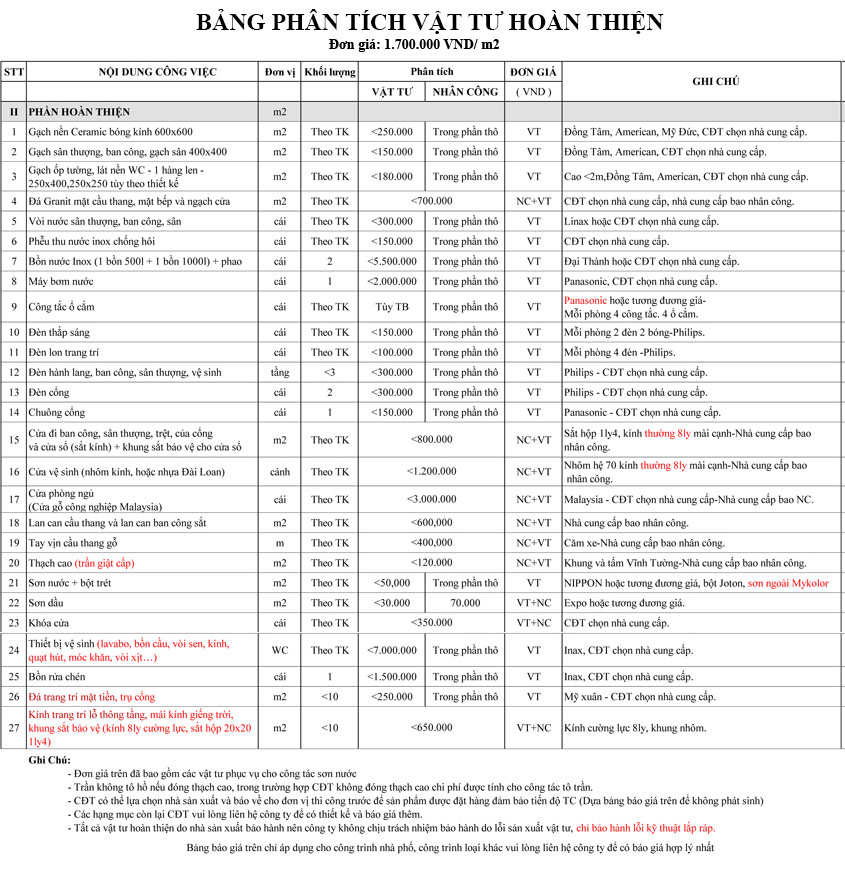 BẢNG PHÂN TÍCH VẬT TƯ HOÀN THIỆN
Đơn giá: 1.700.000 VND/ m2
STT NỘI DUNG CÔNG VIỆC Đơn vị Khối lượng Phân tích ĐƠN GIÁ GHI CHÚ
VẬT TƯ NHÂN CÔNG ( VND )
II PHẦN HOÀN THIỆN m2
1 Gạch nền Ceramic bóng kính 600x600 m2 Theo TK <250.000 Trong phần thô VT Đồng Tâm, American, Mỹ Đức, CĐT chọn nhà cung cấp.
2 Gạch sân thượng, ban công, gạch sân 400x400 m2 Theo TK <150.000 Trong phần thô VT Đồng Tâm, American, CĐT chọn nhà cung cấp.
3 Gạch ốp tường, lát nền WC - 1 hàng len - m2 Theo TK <180.000 Trong phần thô VT Cao <2m,Đồng Tâm, American, CĐT chọn nhà cung cấp.
250x400,250x250 tùy theo thiết kế
4 Đá Granit mặt cầu thang, mặt bếp và ngạch cửa m2 Theo TK <700.000 NC+VT CĐT chọn nhà cung cấp, nhà cung cấp bao nhân công.
5 Vòi nước sân thượng, ban công, sân cái Theo TK <300.000 Trong phần thô VT Linax hoặc CĐT chọn nhà cung cấp.
6 Phễu thu nước inox chống hôi cái Theo TK <150.000 Trong phần thô VT CĐT chọn nhà cung cấp.
7 Bồn nước Inox (1 bồn 500l + 1 bồn 1000l) + phao cái 2 <5.500.000 Trong phần thô VT Đại Thành hoặc CĐT chọn nhà cung cấp.
8 Máy bơm nước cái 1 <2.000.000 Trong phần thô VT Panasonic, CĐT chọn nhà cung cấp.
9 Công tắc ổ cắm cái Theo TK Tùy TB Trong phần thô VT Panasonic hoặc tương đương giá-
Mỗi phòng 4 công tắc. 4 ổ cắm.
10 Đèn thắp sáng cái Theo TK <150.000 Trong phần thô VT Mỗi phòng 2 đèn 2 bóng-Philips.
11 Đèn lon trang trí cái Theo TK <100.000 Trong phần thô VT Mỗi phòng 4 đèn -Philips.
12 Đèn hành lang, ban công, sân thượng, vệ sinh tầng <3 <300.000 Trong phần thô VT Philips - CĐT chọn nhà cung cấp.
13 Đèn cổng cái 2 <300.000 Trong phần thô VT Philips - CĐT chọn nhà cung cấp.
14 Chuông cổng cái 1 <150.000 Trong phần thô VT Panasonic - CĐT chọn nhà cung cấp.
15 Cửa đi ban công, sân thượng, trệt, cửa cổng m2 Theo TK <800.000 NC+VT Sắt hộp 1ly4, kính thường 8ly mài cạnh-Nhà cung cấp bao
và cửa sổ (sắt kính) + khung sắt bảo vệ cho cửa sổ nhân công.
16 Cửa vệ sinh (nhôm kính, hoặc nhựa Đài Loan) cánh Theo TK <1.200.000 NC+VT Nhôm hệ 70 kính thường 8ly mài cạnh-Nhà cung cấp bao
nhân công.
17 Cửa phòng ngủ cái Theo TK <3.000.000 NC+VT Malaysia - CĐT chọn nhà cung cấp-Nhà cung cấp bao NC.
(Cửa gỗ công nghiệp Malaysia)
18 Lan can cầu thang và lan can ban công sắt m2 Theo TK <600,000 NC+VT Nhà cung cấp bao nhân công.
19 Tay vịn cầu thang gỗ m Theo TK <400,000 NC+VT Căm xe-Nhà cung cấp bao nhân công.
20 Thạch cao (trần giật cấp) m2 Theo TK <120.000 NC+VT Khung và tấm Vĩnh Tường-Nhà cung cấp bao nhân công.
21 Sơn nước + bột trét m2 Theo TK <50,000 Trong phần thô VT NIPPON hoặc tương đương giá, bột Joton, sơn ngoài Mykolor
22 Sơn dầu m2 Theo TK <30.000 70.000 VT+NC Expo hoặc tương đương giá.
23 Khóa cửa cái Theo TK <350.000 VT+NC CĐT chọn nhà cung cấp.
24 Thiết bị vệ sinh (lavabo, bồn cầu, vòi sen, kính, WC Theo TK <7.000.000 Trong phần thô VT Inax, CĐT chọn nhà cung cấp.
quạt hút, móc khăn, vòi xịt…)
25 Bồn rửa chén cái 1 <1.500.000 Trong phần thô VT Inax, CĐT chọn nhà cung cấp.
26 Đá trang trí mặt tiền, trụ cổng m2 <10 <250.000 Trong phần thô VT Mỹ xuân - CĐT chọn nhà cung cấp.
27 Kính trang trí lỗ thông tầng, mái kính giếng trời, m2 <10 <650.000 VT+NC Kính cường lực 8ly, khung nhôm.
khung sắt bảo vệ (kính 8ly cường lực, sắt hộp 20x20
1ly4)
Ghi Chú:
- Đơn giá trên đã bao gồm các vật tư phục vụ cho công tác sơn nước
- Trần không tô hồ nếu đóng thạch cao, trong trường hợp CĐT không đóng thạch cao chi phí được tính cho công tác tô trần.
- CĐT có thể lựa chọn nhà sản xuất và báo về cho đơn vị thi công trước để sản phẩm được đặt hàng đảm bảo tiến độ TC (Dựa bảng báo giá trên để không phát sinh)
- Các hạng mục còn lại CĐT vui lòng liên hệ công ty để có thiết kế và báo giá thêm.
- Tất cả vật tư hoàn thiện do nhà sản xuất bảo hành nên công ty không chịu trách nhiệm bảo hành do lỗi sản xuất vật tư, chỉ bảo hành lỗi kỹ thuật lắp ráp.
Bảng báo giá trên chỉ áp dụng cho công trình nhà phố, công trình loại khác vui lòng liên hệ công ty để có báo giá hợp lý nhất